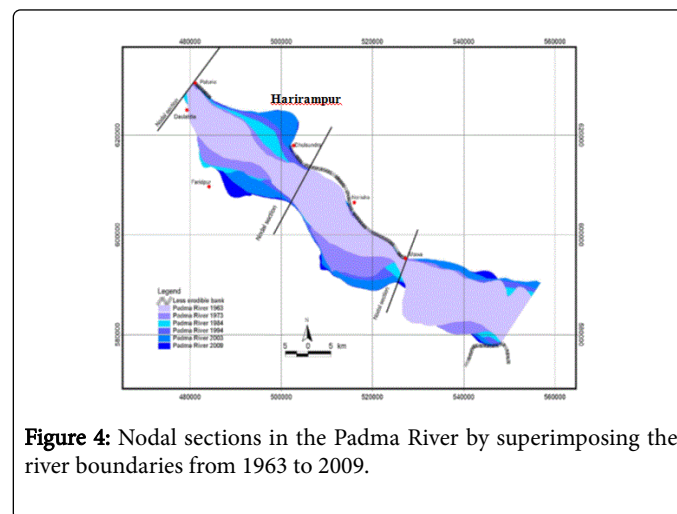 480000 500000 520000 540000 560000
Paturia
Harirampur
Nodal section
Daulatdia
620000 620000
Faridpur
Nodal section
600000 600000
Mawa
Nodal section
Legend
Less erodible bank
Padma River 1963
Padma River 1973
Padma River 1984
Padma River 1994
Padma River 2003
Padma River 2009
N
580000 580000
5 0 5 km
480000 500000 520000 540000 560000
Figure 4: Nodal sections in the Padma River by superimposing the
river boundaries from 1963 to 2009.